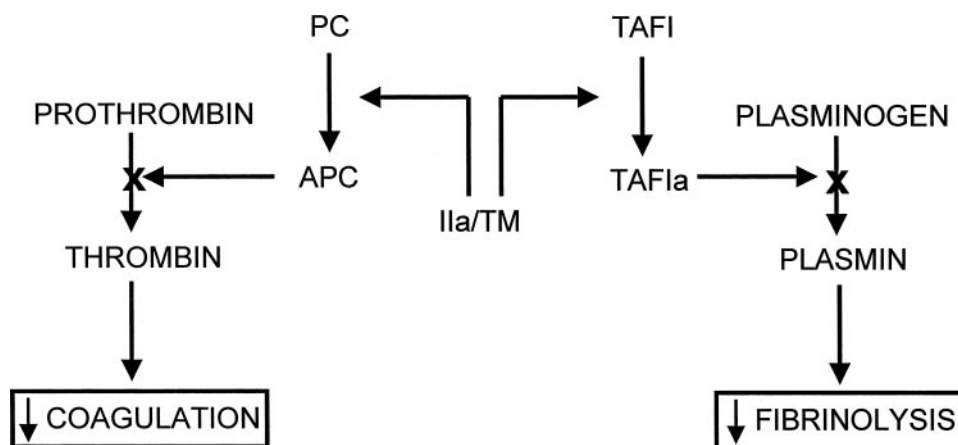 PC
TAFI
PROTHROMBIN
PLASMINOGEN
X
APC
TAFIa
X
IIa/TM
THROMBIN
PLASMIN
↓ COAGULATION
↓ FIBRINOLYSIS